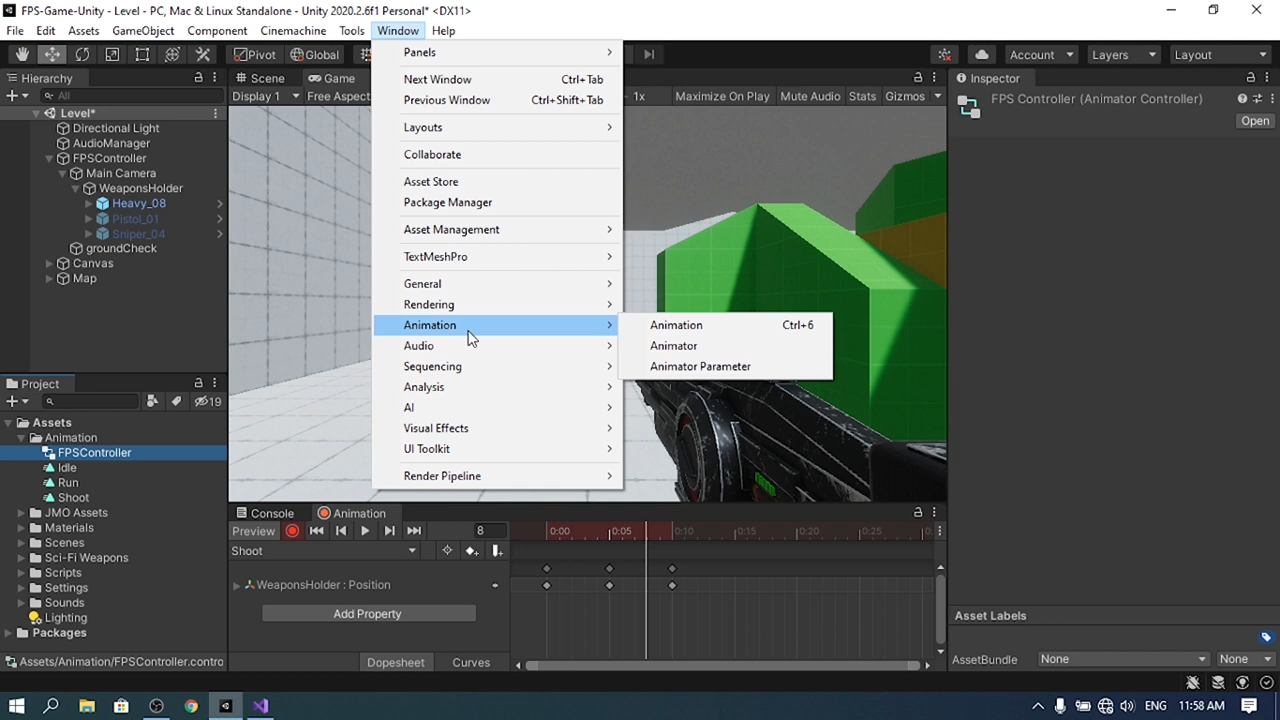 FPS-Game-Unity - Level - PC, Mac & Linux Standalone - Unity 2020.2.6f1 Personal* <DX11>
File Edit Assets GameObject Component Cinemachine Tools Window Help
Pivot Global Account Layers Layout
Hierarchy
All
Level*
Directional Light
AudioManager
FPSController
Main Camera
WeaponsHolder
Heavy_08
Pistol_01
Sniper_04
groundCheck
Canvas
Map
Scene Game
Display 1 Free Aspect 1x Maximize On Play Mute Audio Stats Gizmos
Panels
Next Window Ctrl+Tab
Previous Window Ctrl+Shift+Tab
Layouts
Collaborate
Asset Store
Package Manager
Asset Management
TextMeshPro
General
Rendering
Animation
Audio
Sequencing
Analysis
AI
Visual Effects
UI Toolkit
Render Pipeline
Animation Ctrl+6
Animator
Animator Parameter
Inspector
FPS Controller (Animator Controller)
Open
Project
19
Assets
Animation
FPSController
Idle
Run
Shoot
JMO Assets
Materials
Scenes
Sci-Fi Weapons
Scripts
Settings
Sounds
Lighting
Packages
Assets/Animation/FPSController.contro
Console Animation
Preview 8 0:00 0:05 0:10 0:15 0:20 0:25
Shoot
WeaponsHolder : Position
Add Property
Dopesheet Curves
Asset Labels
AssetBundle None None
ENG 11:58 AM